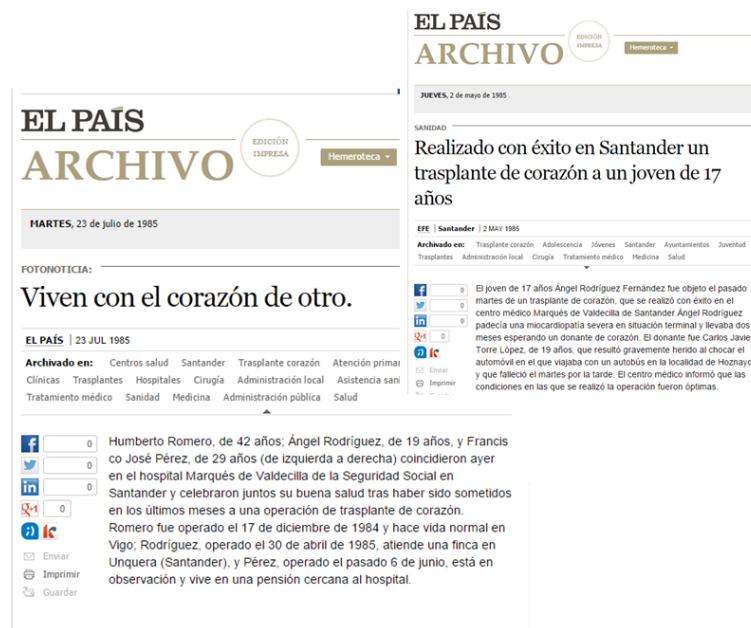 EL PAÍS
ARCHIVO
EDICIÓN
IMPRESA
Hemeroteca
MARTES, 23 de julio de 1985
FOTONOTICIA:
Viven con el corazón de otro.
EL PAÍS | 23 JUL 1985
Archivado en: Centros salud Santander Trasplante corazón Atención primar
Clínicas Trasplantes Hospitales Cirugía Administración local Asistencia sani
Tratamiento médico Sanidad Medicina Administración pública Salud
0
0
0
0
Enviar
Imprimir
Guardar
Humberto Romero, de 42 años; Ángel Rodríguez, de 19 años, y Francis
co José Pérez, de 29 años (de izquierda a derecha) coincidieron ayer
en el hospital Marqués de Valdecilla de la Seguridad Social en
Santander y celebraron juntos su buena salud tras haber sido sometidos
en los últimos meses a una operación de trasplante de corazón.
Romero fue operado el 17 de diciembre de 1984 y hace vida normal en
Vigo; Rodríguez, operado el 30 de abril de 1985, atiende una finca en
Unquera (Santander), y Pérez, operado el pasado 6 de junio, está en
observación y vive en una pensión cercana al hospital.
EL PAÍS
ARCHIVO
EDICIÓN
IMPRESA
Hemeroteca
JUEVES, 2 de mayo de 1985
SANIDAD
Realizado con éxito en Santander un
trasplante de corazón a un joven de 17
años
EFE | Santander | 2 MAY 1985
Archivado en: Trasplante corazón Adolescencia Jóvenes Santander Ayuntamientos Juventud
Trasplantes Administración local Cirugía Tratamiento médico Medicina Salud
0
0
0
0
Enviar
Imprimir
El joven de 17 años Ángel Rodríguez Fernández fue objeto el pasado
martes de un trasplante de corazón, que se realizó con éxito en el
centro médico Marqués de Valdecilla de Santander.Ángel Rodríguez
padecía una miocardiopatía severa en situación terminal y llevaba dos
meses esperando un donante de corazón. El donante fue Carlos Javie
Torre López, de 19 años, que resultó gravemente herido al chocar el
automóvil en el que viajaba con un autobús en la localidad de Hoznayo
y que falleció el martes por la tarde. El centro médico informó que las
condiciones en las que se realizó la operación fueron óptimas.